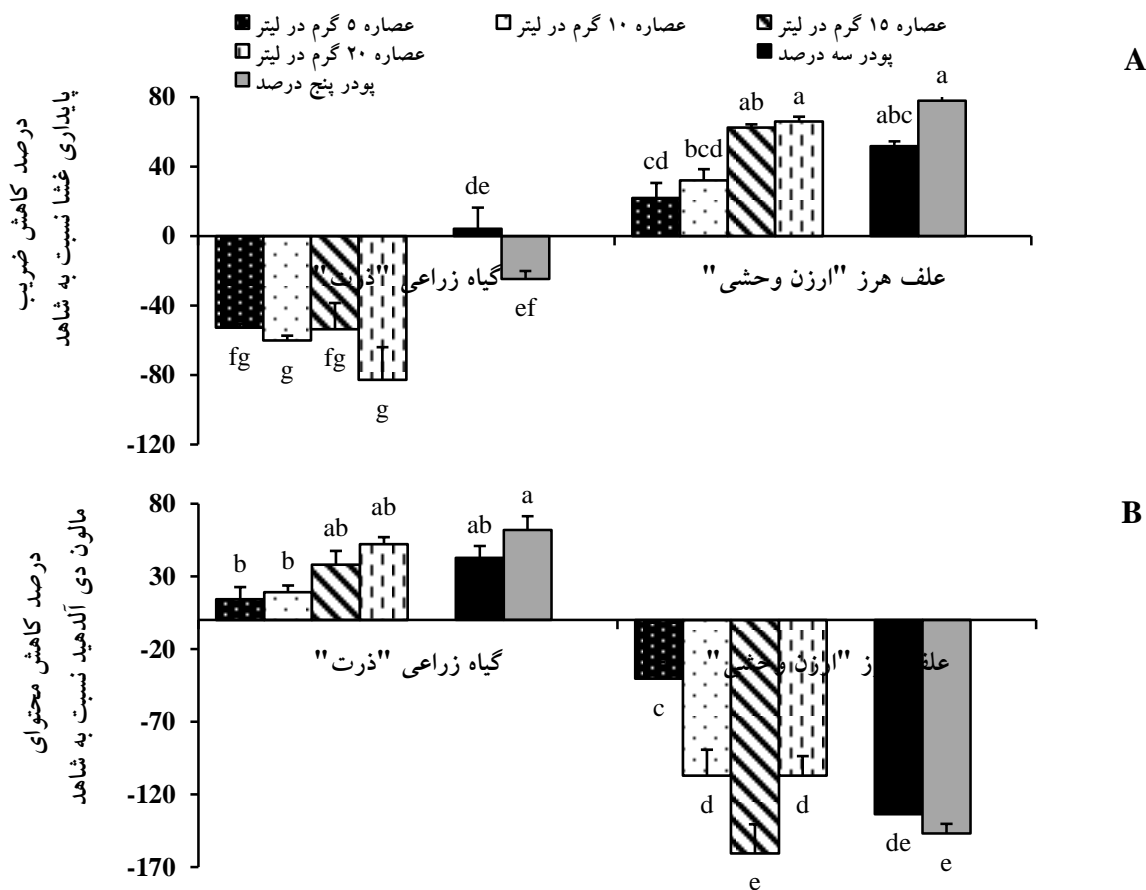 عصاره ۵ گرم در لیتر
عصاره ۱۰ گرم در لیتر
عصاره ۱۵ گرم در لیتر
عصاره ۲۰ گرم در لیتر
پودر سه درصد
پودر پنج درصد
A
درصد کاهش ضریب
پایداری غشا نسبت به شاهد
80
40
0
-40
-80
-120
fg
g
fg
g
de
ef
cd
bcd
ab
a
abc
a
گیاه زراعی "ذرت"
علف هرز "ارزن وحشی"
B
درصد کاهش محتوای
مالون دی آلدهید نسبت به شاهد
80
30
-20
-70
-120
-170
b
b
ab
ab
ab
a
c
d
e
d
de
e
گیاه زراعی "ذرت"
علف هرز "ارزن وحشی"